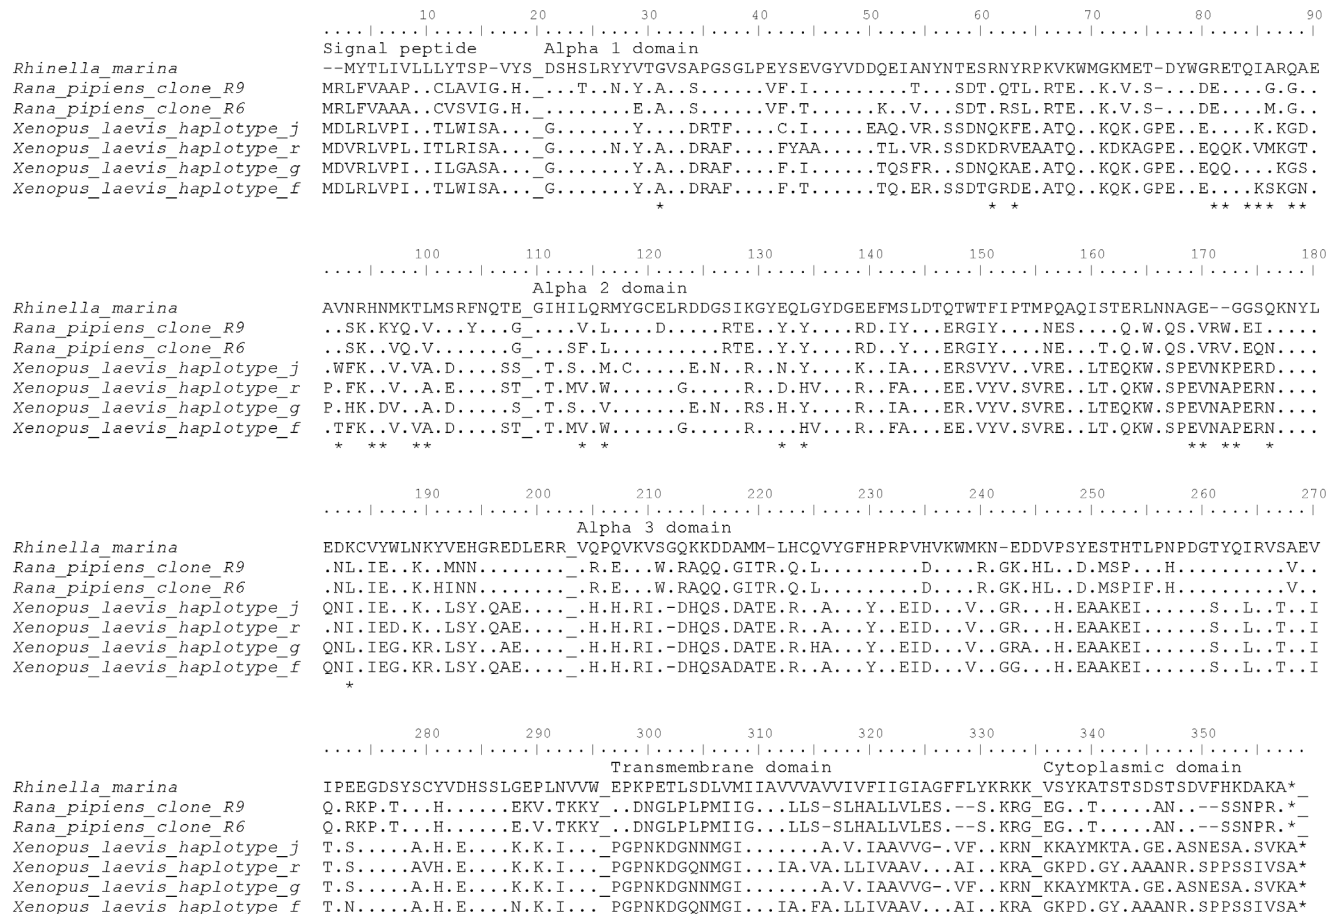 10 20 30 40 50 60 70 80 90
....|....|....|....|....|....|....|....|....|....|....|....|....|....|....|....|....|....|
Signal peptide Alpha 1 domain
Rhinella_marina --MYTLIVLLLYTSP-VYS_DSHSLRYYVTGVSAPGSGLPEYSEVGYVDDQEIANYNTESRNYRPKVKWMGKMET-DYWGRETQIARQAE
Rana_pipiens_clone_R9 MRLFVAAP..CLAVIG.H._...T..N.Y.A..S......VF.I.........T....SDT.QTL.RTE..K.V.S-..DE....G.G..
Rana_pipiens_clone_R6 MRLFVAAA..CVSVIG.H._........E.A..S......VF.T......K..V....SDT.RSL.RTE..K.V.S-..DE....M.G..
Xenopus_laevis_haplotype_j MDLRLVPI..TLWISA..._G.......Y.A..DRTF....C.I.....EAQ.VR.SSDNQKFE.ATQ..KQK.GPE..E....K.KGD.
Xenopus_laevis_haplotype_r MDVRLVPL.ITLRISA..._G.....N.Y.A..DRAF....FYAA.....TL.VR.SSDKDRVEAATQ..KDKAGPE..EQQK.VMKGT.
Xenopus_laevis_haplotype_g MDVRLVPI..ILGASA..._G.......Y.A..DRAF....F.I......TQSFR..SDNQKAE.ATQ..KQK.GPE..EQQ....KGS.
Xenopus_laevis_haplotype_f MDLRLVPI..TLWISA..._G.......Y.A..DRAF....F.I......TQ.ER.SSDTGRDE.ATQ..KQK.GPE..E...KSKGN.
* * * ** *** **
100 110 120 130 140 150 160 170 180
....|....|....|....|....|....|....|....|....|....|....|....|....|....|....|....|....|....|
Alpha 2 domain
Rhinella_marina AVNRHNMKTLMSRFNQTE_GIHILQRMYGCELRDDGSIKGYEQLGYDGEEFMSLDTQTWTFIPTMPQAQISTERLNNAGE--GGSQKNYL
Rana_pipiens_clone_R9 ..SK.KYQ.V...Y...G_....V.L....D.....RTE..Y.Y....RD.IY....ERGIY....NES....Q.W.QS.VRW.EI....
Rana_pipiens_clone_R6 ..SK..VQ.V.......G_...SF.L..........RTE..Y.Y....RD..Y....ERGIY....NE...T.Q.W.QS.VRV.EQN....
Xenopus_laevis_haplotype_j .WFK..V.VA.D....SS_.T.S..M.C.....E.N..R..N.Y....K..IA....ERSVYV..VRE..LTEQKW.SPEVNKPERD....
Xenopus_laevis_haplotype_r P.FK..V..A.E....ST_.T.MV.W......G.....R..D.HV...R..FA....EE.VYV.SVRE..LT.QKW.SPEVNAPERN....
Xenopus_laevis_haplotype_g P.HK.DV..A.D....S._.T.S..V.......E.N..RS.H.Y....R..IA....ER.VYV.SVRE..LTEQKW.SPEVNAPERN....
Xenopus_laevis_haplotype_f .TFK..V.VA.D....ST_.T.MV.W......G.....R....HV...R..FA....EE.VYV.SVRE..LT.QKW.SPEVNAPERN....
* ** ** * * * * ** ** *
190 200 210 220 230 240 250 260 270
....|....|....|....|....|....|....|....|....|....|....|....|....|....|....|....|....|....|
Alpha 3 domain
Rhinella_marina EDKCVYWLNKYVEHGREDLERR_VQPQVKVSGQKKDDAMM-LHCQVYGFHPRPVHVKWMKN-EDDVPSYESTHTLPNPDGTYQIRVSAEV
Rana_pipiens_clone_R9 .NL.IE..K..MNN........_.R.E...W.RAQQ.GITR.Q.L.........D....R.GK.HL..D.MSP...H..........V..
Rana_pipiens_clone_R6 .NL.IE..K.HINN........_.R.E...W.RAQQ.GITR.Q.L.........D....R.GK.HL..D.MSPIF.H..........V..
Xenopus_laevis_haplotype_j QNI.IE..K..LSY.QAE...._.H.H.RI.-DHQS.DATE.R..A...Y..EID...V..GR...H.EAAKEI......S..L..T..I
Xenopus_laevis_haplotype_r .NI.IED.K..LSY.QAE...._.H.H.RI.-DHQS.DATE.R..A...Y..EID...V..GRA..H.EAAKEI......S..L..T..I
Xenopus_laevis_haplotype_g QNL.IEG.KR.LSY..AE...._.H.H.RI.-DHQS.DATE.R.HA...Y..EID...V..GRA..H.EAAKEI......S..L..T..I
Xenopus_laevis_haplotype_f QNI.IEG.KR.LSY.QAE...._.H.H.RI.-DHQSADATE.R..A...Y..EID...V..GG...H.EAAKEI......S..L..T..I
*
280 290 300 310 320 330 340 350
....|....|....|....|....|....|....|....|....|....|....|....|....|....|....|....|....|....
Transmembrane domain Cytoplasmic domain
Rhinella_marina IPEEGDSYSCYVDHSSLGEPLNVVW_EPKPETLSDLVMIIAVVVAVVIVFIIGIAGFFLYKRKK_VSYKATSTSDSTSDVFHKDAKA*_
Rana_pipiens_clone_R9 Q.RKP.T...H......EKV.TKKY_..DNGLPLPMIIG...LLS-SLHALLVLES..--S.KRG_EG..T.....AN...--SSNPR.*_
Rana_pipiens_clone_R6 Q.RKP.T...H......E.V.TKKY_..DNGLPLPMIIG...LLS-SLHALLVLES..--S.KRG_EG..T.....AN...--SSNPR.*_
Xenopus_laevis_haplotype_j T.S.....A.H.E....K.K.I..._PGPNKDGNNMGI......A.V.IAAVVG-.VF..KRN_KKAYMKTA.GE.ASNESA.SVKA*
Xenopus_laevis_haplotype_r T.S.....AVH.E....K.K.I..._PGPNKDGQNMGI...IA.VA.LLIVAAV...AI..KRA_GKPD.GY.AAANR.SPPSSIVSA*
Xenopus_laevis_haplotype_g T.S.....A.H.E....K.K.I..._PGPNKDGNNMGI......A.V.IAAVVG-.VF..KRN_KKAYMKTA.GE.ASNESA.SVKA*
Xenopus_laevis_haplotype_f T.N.....A.H.E....N.K.I..._PGPNKDGQNMGI...IA.FA.LLIVAAV...AI..KRA_GKPD.GY.AAANR.SPPSSIVSA*